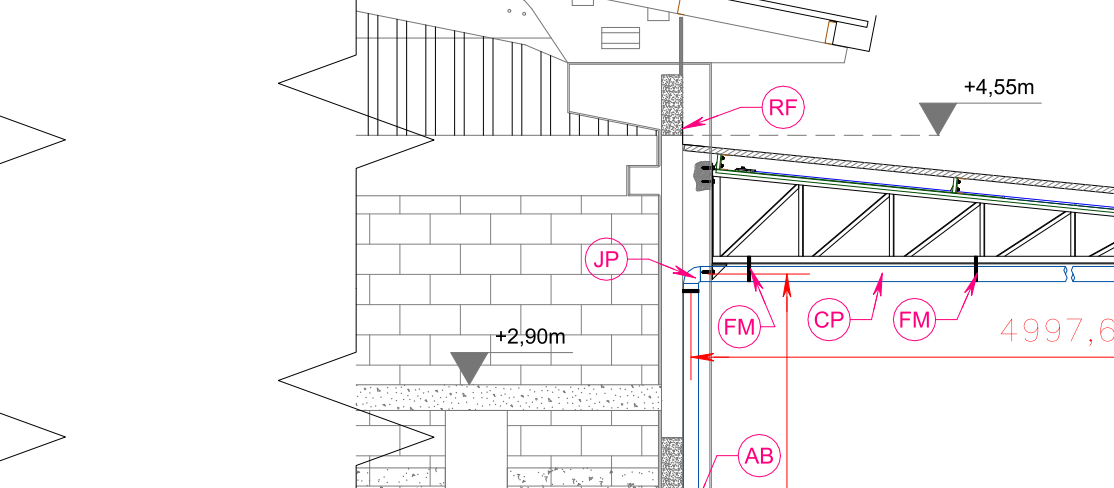 +4,55m
RF
JP
FM
CP
FM
4997,6
+2,90m
AB